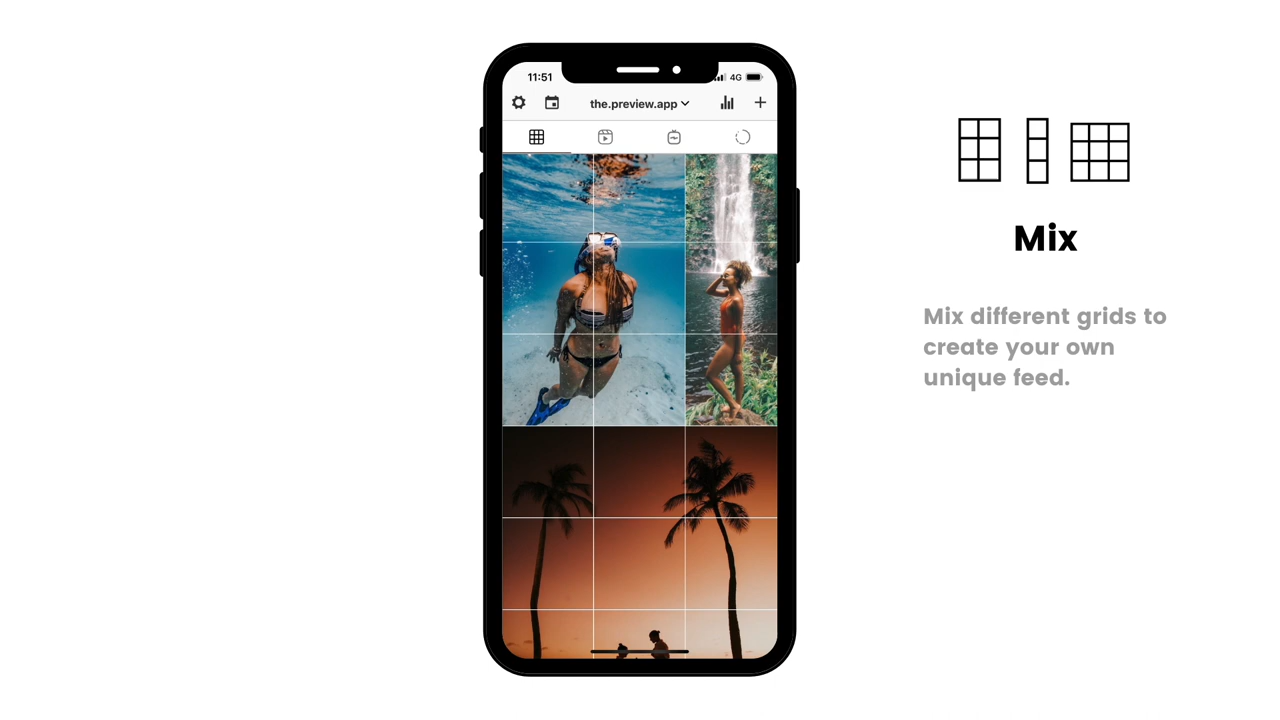 11:51
4G
the.preview.app
Mix
Mix different grids to
create your own
unique feed.